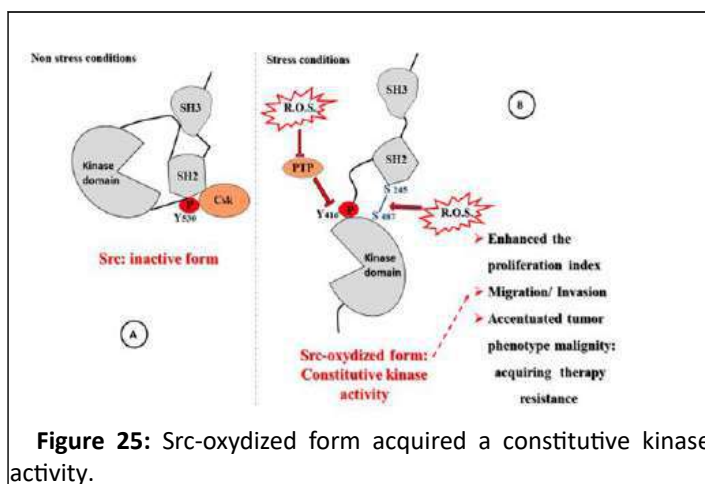 Non stress conditions
SH3
Kinase
domain
SH2
P
Csk
Y530
Src: inactive form
A
Stress conditions
B
R.O.S.
SH3
PTP
SH2
S 245
Y416
P
S 487
R.O.S.
Kinase
domain
Src-oxydized form:
Constitutive kinase
activity
➤ Enhanced the
proliferation index
➤ Migration/ Invasion
➤ Accentuated tumor
phenotype malignity:
acquiring therapy
resistance
Figure 25: Src-oxydized form acquired a constitutive kinase
activity.